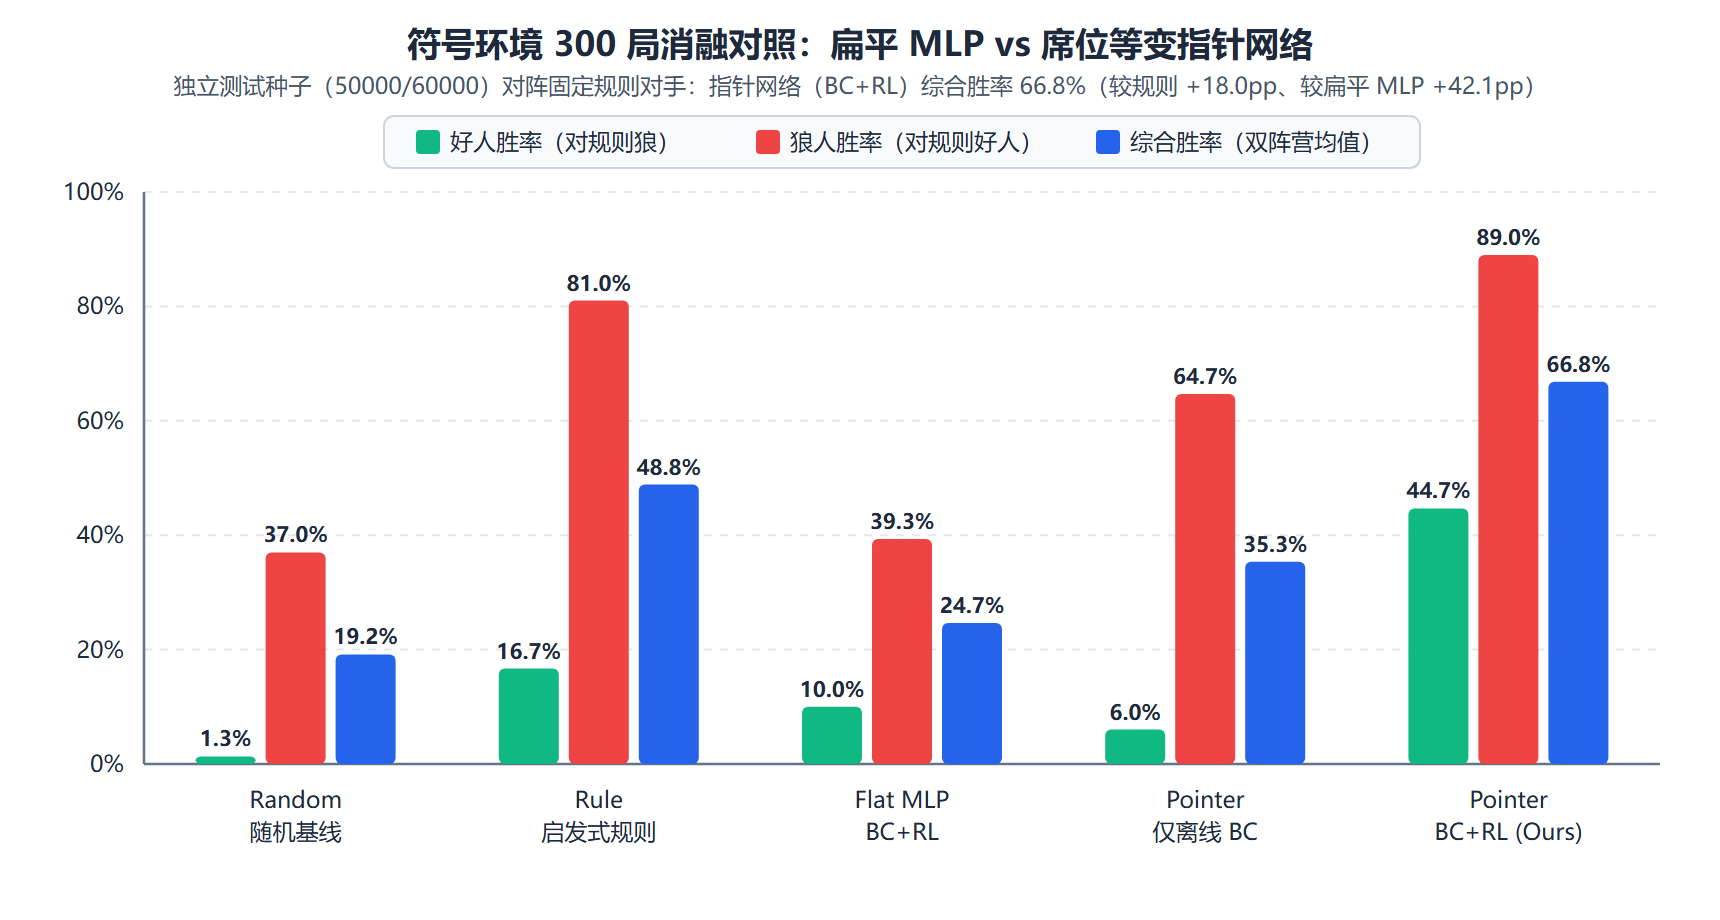 符号环境 300 局消融对照：扁平 MLP vs 席位等变指针网络
独立测试种子（50000/60000）对阵固定规则对手：指针网络（BC+RL）综合胜率 66.8%（较规则 +18.0pp、较扁平 MLP +42.1pp）
好人胜率（对规则狼） 狼人胜率（对规则好人） 综合胜率（双阵营均值）
100%
80%
60%
40%
20%
0%
1.3% 37.0% 19.2%
16.7% 81.0% 48.8%
10.0% 39.3% 24.7%
6.0% 64.7% 35.3%
44.7% 89.0% 66.8%
Random
随机基线
Rule
启发式规则
Flat MLP
BC+RL
Pointer
仅离线 BC
Pointer
BC+RL (Ours)